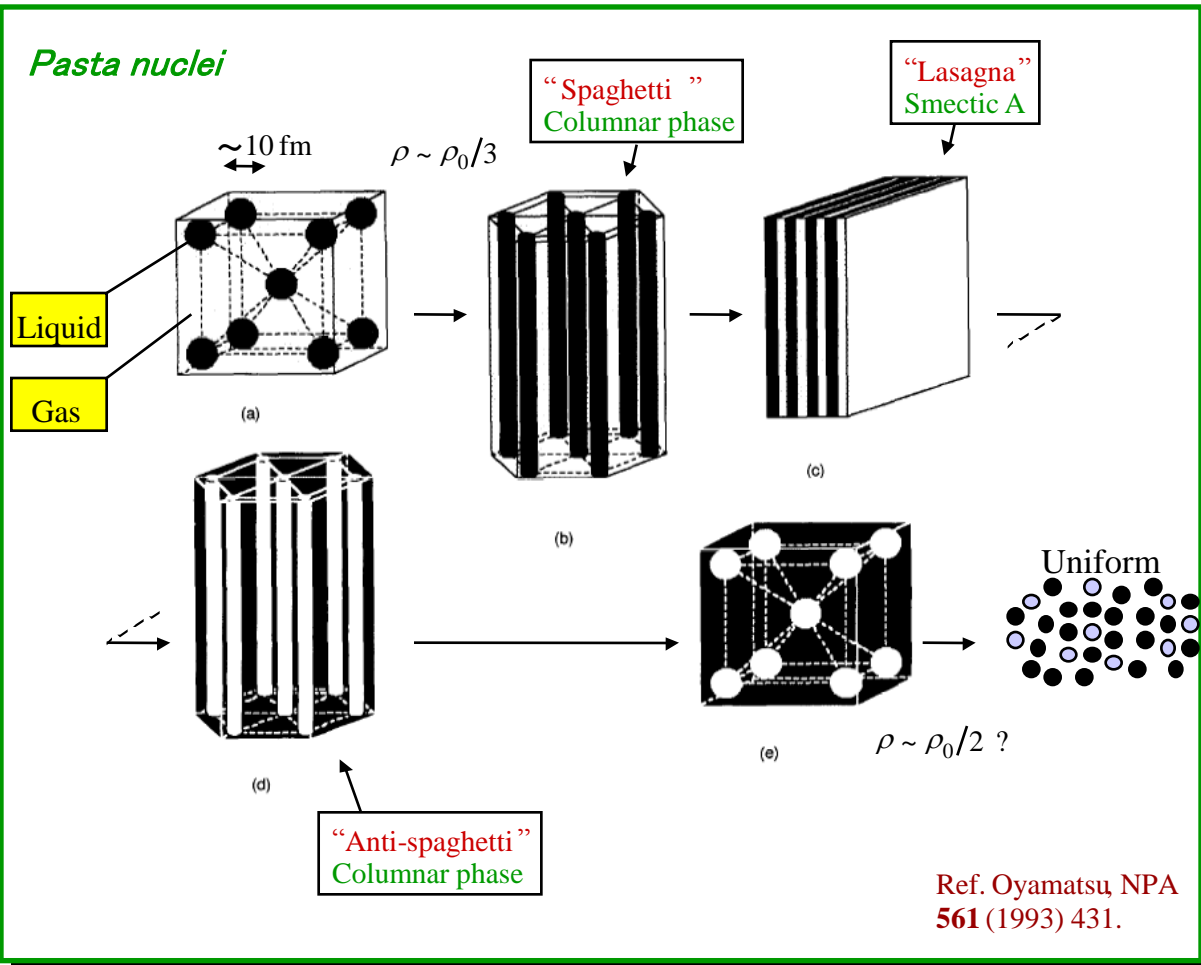 Pasta nuclei
“Spaghetti ”
Columnar phase
“Lasagna”
Smectic A
～10 fm
ρ ~ ρ₀/3
Liquid
Gas
(a)
(b)
(c)
Uniform
(d)
(e)
ρ ~ ρ₀/2 ?
“Anti-spaghetti”
Columnar phase
Ref. Oyamatsu, NPA
561 (1993) 431.